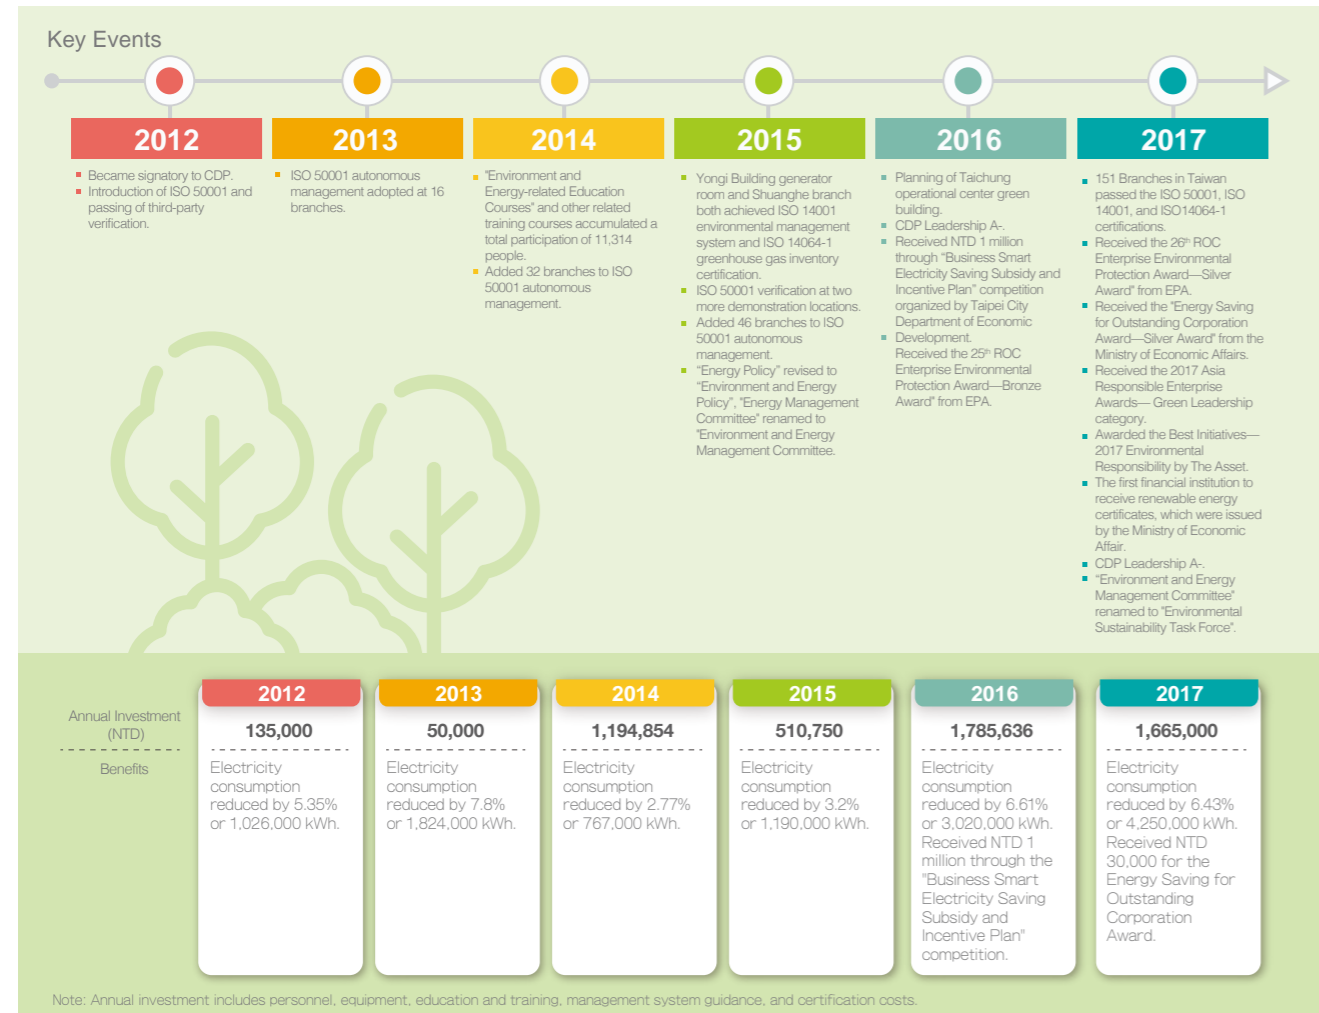 Key Events
2012
Became signatory to CDP.
Introduction of ISO 50001 and
passing of third-party
verification.
2013
ISO 50001 autonomous
management adopted at 16
branches.
2014
"Environment and
Energy-related Education
Courses" and other related
training courses accumulated a
total participation of 11,314
people.
Added 32 branches to ISO
50001 autonomous
management.
2015
Yongi Building generator
room and Shuanghe branch
both achieved ISO 14001
environmental management
system and ISO 14064-1
greenhouse gas inventory
certification.
ISO 50001 verification at two
more demonstration locations.
Added 46 branches to ISO
50001 autonomous
management.
"Energy Policy" revised to
"Environment and Energy
Policy", "Energy Management
Committee" renamed to
"Environment and Energy
Management Committee.
2016
Planning of Taichung
operational center green
building.
CDP Leadership A-.
Received NTD 1 million
through "Business Smart
Electricity Saving Subsidy and
Incentive Plan" competition
organized by Taipei City
Department of Economic
Development.
Received the 25th ROC
Enterprise Environmental
Protection Award—Bronze
Award" from EPA.
2017
151 Branches in Taiwan
passed the ISO 50001, ISO
14001, and ISO14064-1
certifications.
Received the 26th ROC
Enterprise Environmental
Protection Award—Silver
Award" from EPA.
Received the "Energy Saving
for Outstanding Corporation
Award—Silver Award" from the
Ministry of Economic Affairs.
Received the 2017 Asia
Responsible Enterprise
Awards— Green Leadership
category.
Awarded the Best Initiatives—
2017 Environmental
Responsibility by The Asset.
The first financial institution to
receive renewable energy
certificates, which were issued
by the Ministry of Economic
Affair.
CDP Leadership A-.
"Environment and Energy
Management Committee"
renamed to "Environmental
Sustainability Task Force".
Annual Investment
(NTD)
Benefits
2012
135,000
Electricity
consumption
reduced by 5.35%
or 1,026,000 kWh.
2013
50,000
Electricity
consumption
reduced by 7.8%
or 1,824,000 kWh.
2014
1,194,854
Electricity
consumption
reduced by 2.77%
or 767,000 kWh.
2015
510,750
Electricity
consumption
reduced by 3.2%
or 1,190,000 kWh.
2016
1,785,636
Electricity
consumption
reduced by 6.61%
or 3,020,000 kWh.
Received NTD 1
million through the
"Business Smart
Electricity Saving
Subsidy and
Incentive Plan"
competition.
2017
1,665,000
Electricity
consumption
reduced by 6.43%
or 4,250,000 kWh.
Received NTD
30,000 for the
Energy Saving for
Outstanding
Corporation
Award.
Note: Annual investment includes personnel, equipment, education and training, management system guidance, and certification costs.